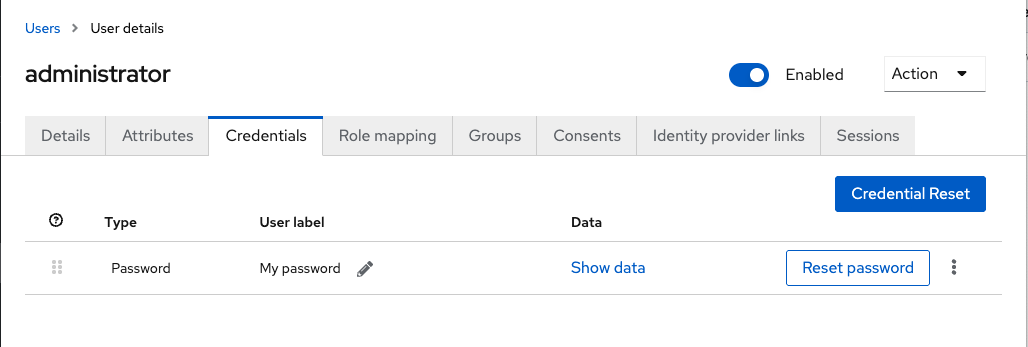 Users > User details
administrator
Enabled
Action
Details Attributes Credentials Role mapping Groups Consents Identity provider links Sessions
Credential Reset
Type User label Data
Password My password Show data Reset password